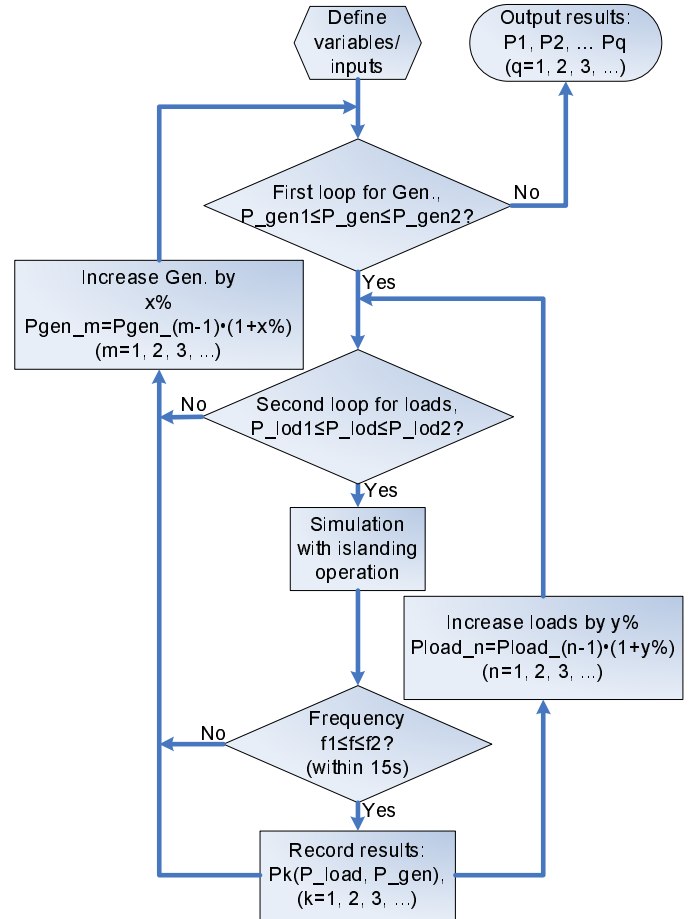 Define
variables/
inputs
Output results:
P1, P2, ... Pq
(q=1, 2, 3, ...)
First loop for Gen.,
P_gen1≤P_gen≤P_gen2?
No
Yes
Increase Gen. by
x%
Pgen_m=Pgen_(m-1)•(1+x%)
(m=1, 2, 3, ...)
Second loop for loads,
P_lod1≤P_lod≤P_lod2?
No
Yes
Simulation
with islanding
operation
Increase loads by y%
Pload_n=Pload_(n-1)•(1+y%)
(n=1, 2, 3, ...)
Frequency
f1≤f≤f2?
(within 15s)
No
Yes
Record results:
Pk(P_load, P_gen),
(k=1, 2, 3, ...)